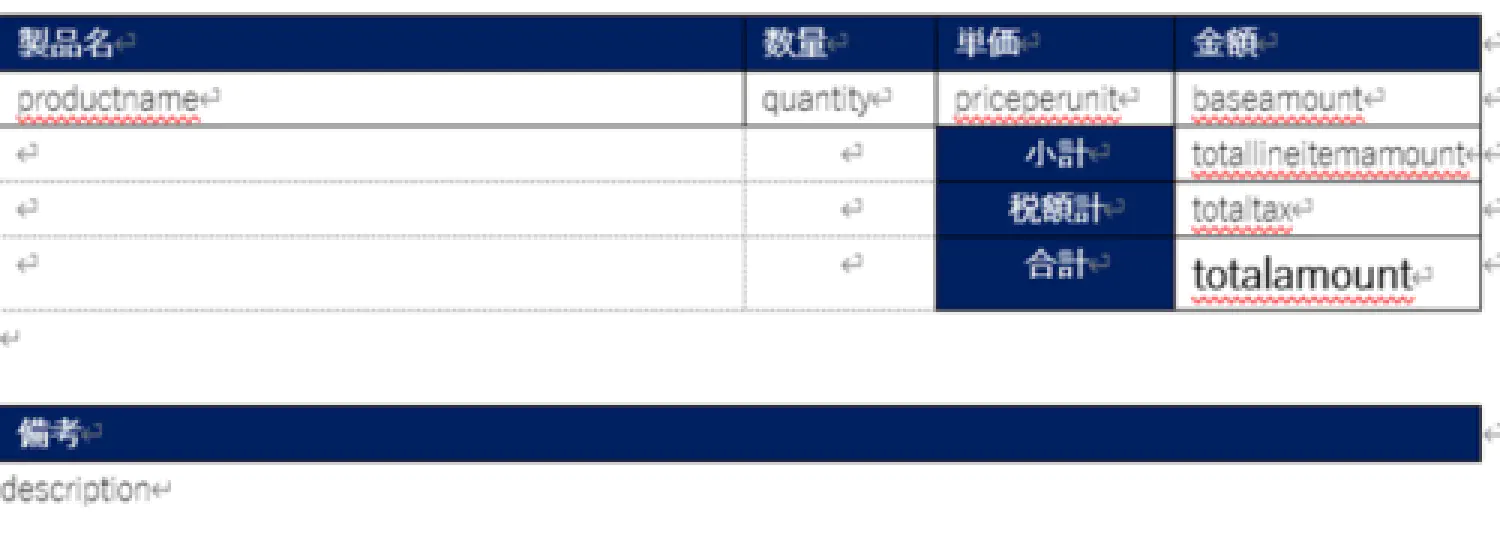 製品名 数量 単価 金額
productname quantity priceperunit baseamount
小計 totallineitemamount
税額計 totaltax
合計 totalamount
備考
description